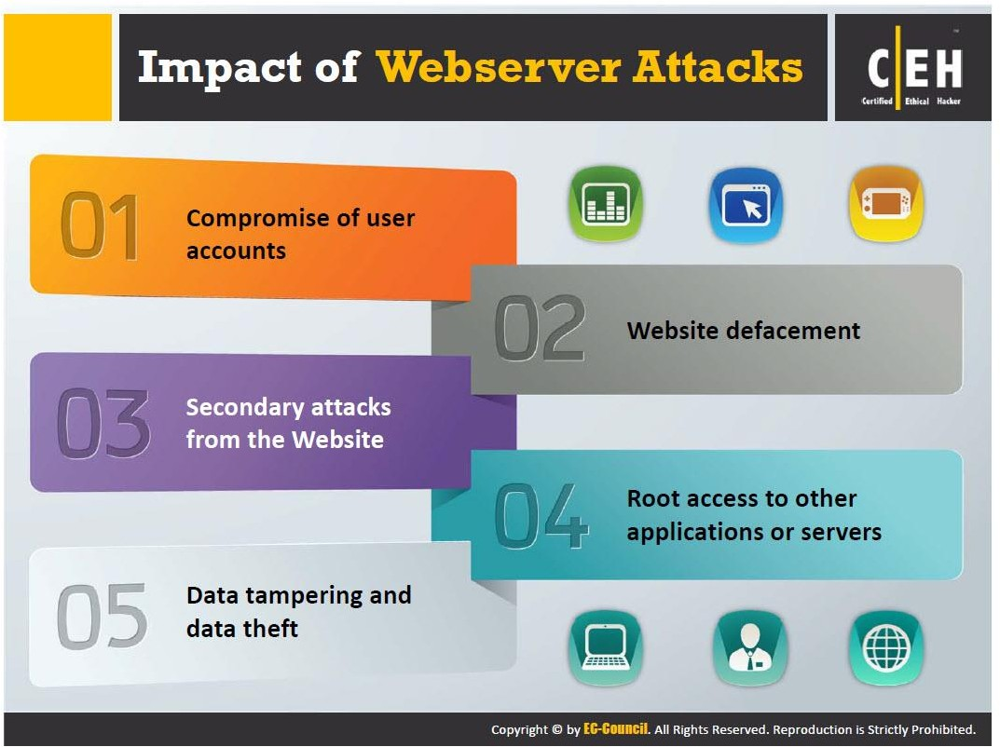 Impact of Webserver Attacks
C|EH
Certified Ethical Hacker
01
Compromise of user
accounts
02
Website defacement
03
Secondary attacks
from the Website
04
Root access to other
applications or servers
05
Data tampering and
data theft
Copyright © by EC-Council. All Rights Reserved. Reproduction is Strictly Prohibited.